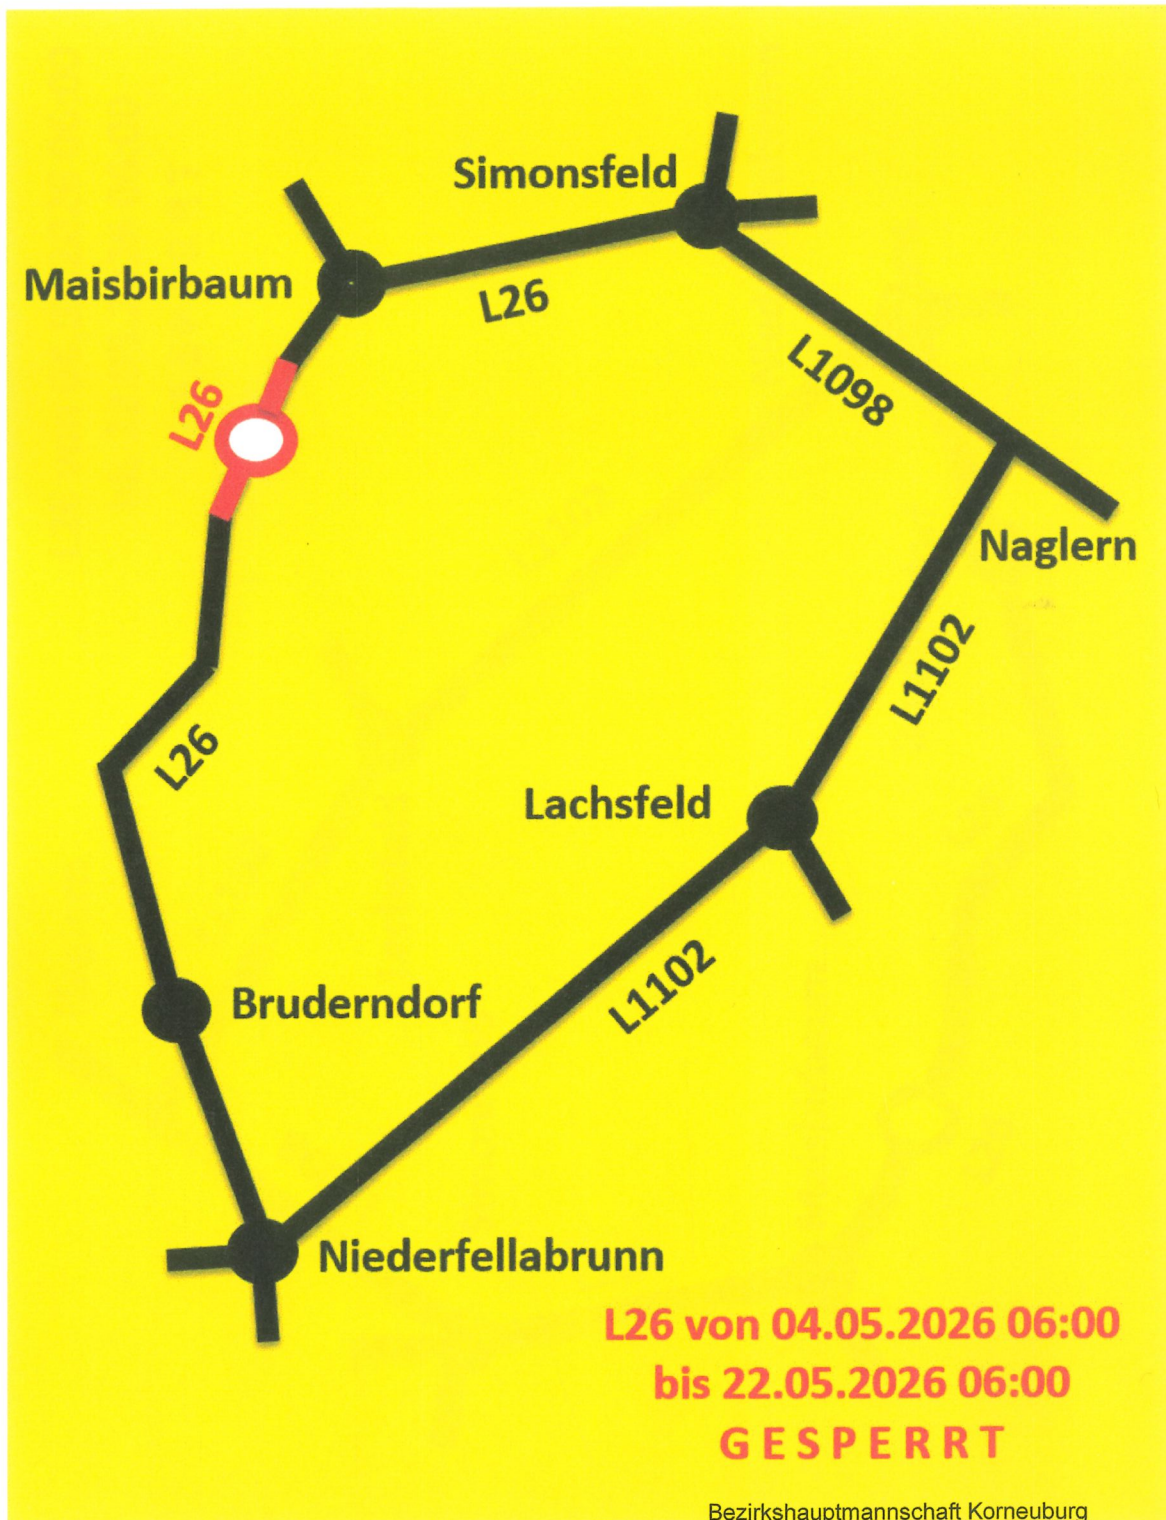 Simonsfeld
Maisbirbaum
L26
L1098
L26
Naglern
L1102
L26
Lachsfeld
L1102
Bruderndorf
Niederfellabrunn
L26 von 04.05.2026 06:00
bis 22.05.2026 06:00
GESPERRT
Bezirkshauptmannschaft Korneuburg